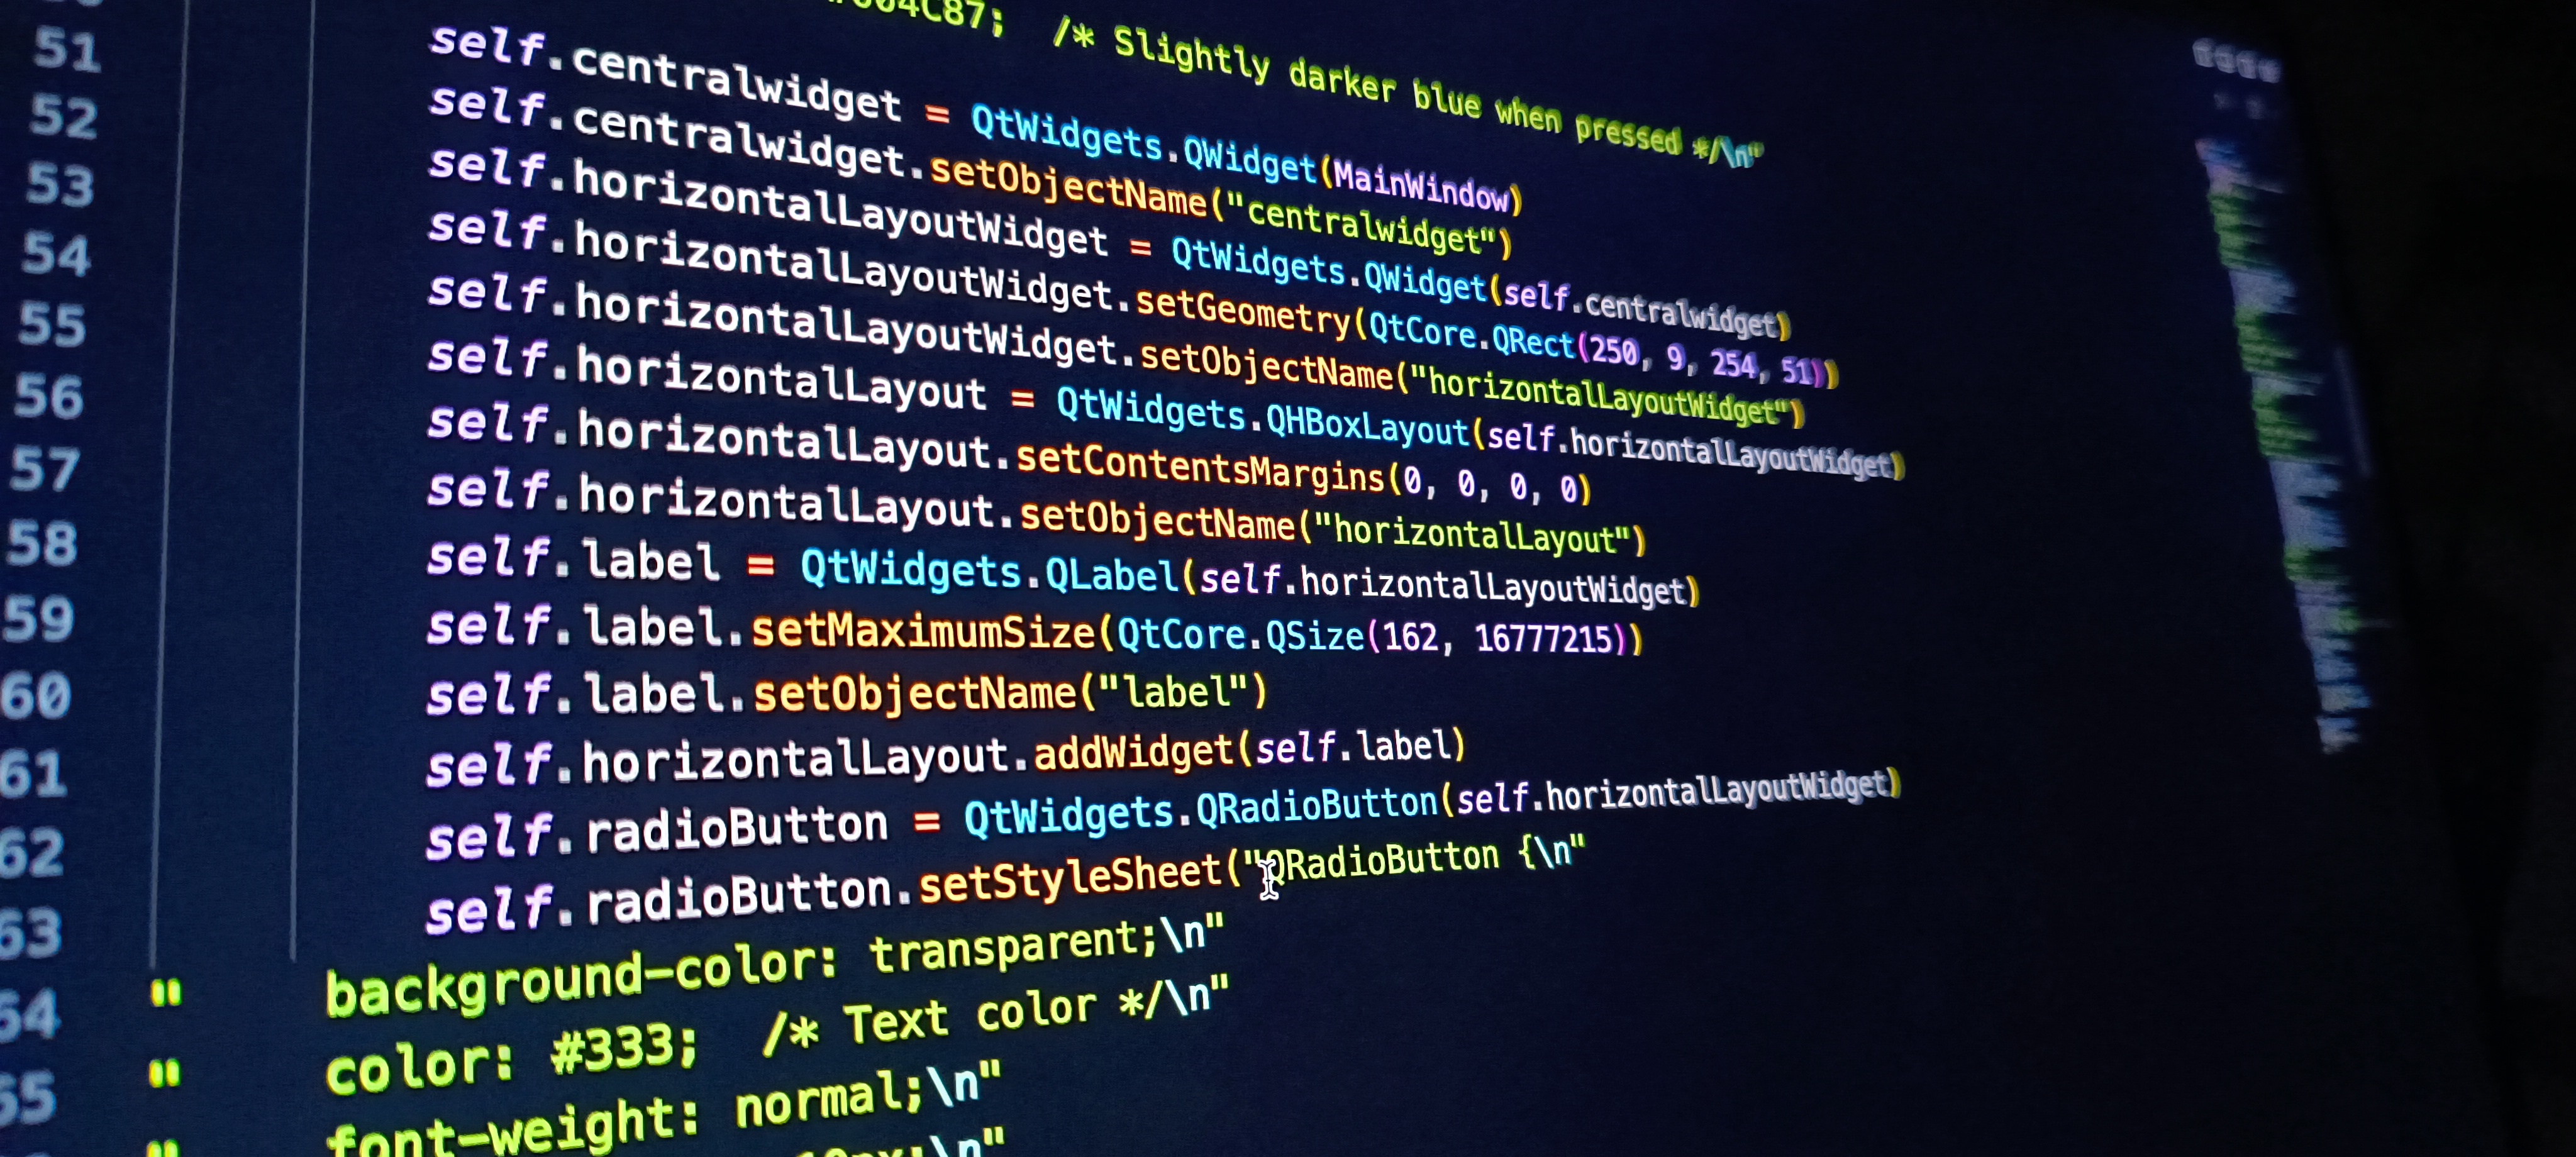 04C87; /* Slightly darker blue when pressed */\n"
self.centralwidget = QtWidgets.QWidget(MainWindow)
51 self.centralwidget.setObjectName("centralwidget")
52 self.horizontalLayoutWidget = QtWidgets.QWidget(self.centralwidget)
53 self.horizontalLayoutWidget.setGeometry(QtCore.QRect(250, 9, 254, 51))
54 self.horizontalLayoutWidget.setObjectName("horizontalLayoutWidget")
55 self.horizontalLayout = QtWidgets.QHBoxLayout(self.horizontalLayoutWidget)
56 self.horizontalLayout.setContentsMargins(0, 0, 0, 0)
57 self.horizontalLayout.setObjectName("horizontalLayout")
58 self.label = QtWidgets.QLabel(self.horizontalLayoutWidget)
59 self.label.setMaximumSize(QtCore.QSize(162, 16777215))
60 self.label.setObjectName("label")
61 self.horizontalLayout.addWidget(self.label)
62 self.radioButton = QtWidgets.QRadioButton(self.horizontalLayoutWidget)
63 self.radioButton.setStyleSheet("QRadioButton {\n"
64 " background-color: transparent;\n"
65 " color: #333; /* Text color */\n"
" font-weight: normal;\n"
\n"